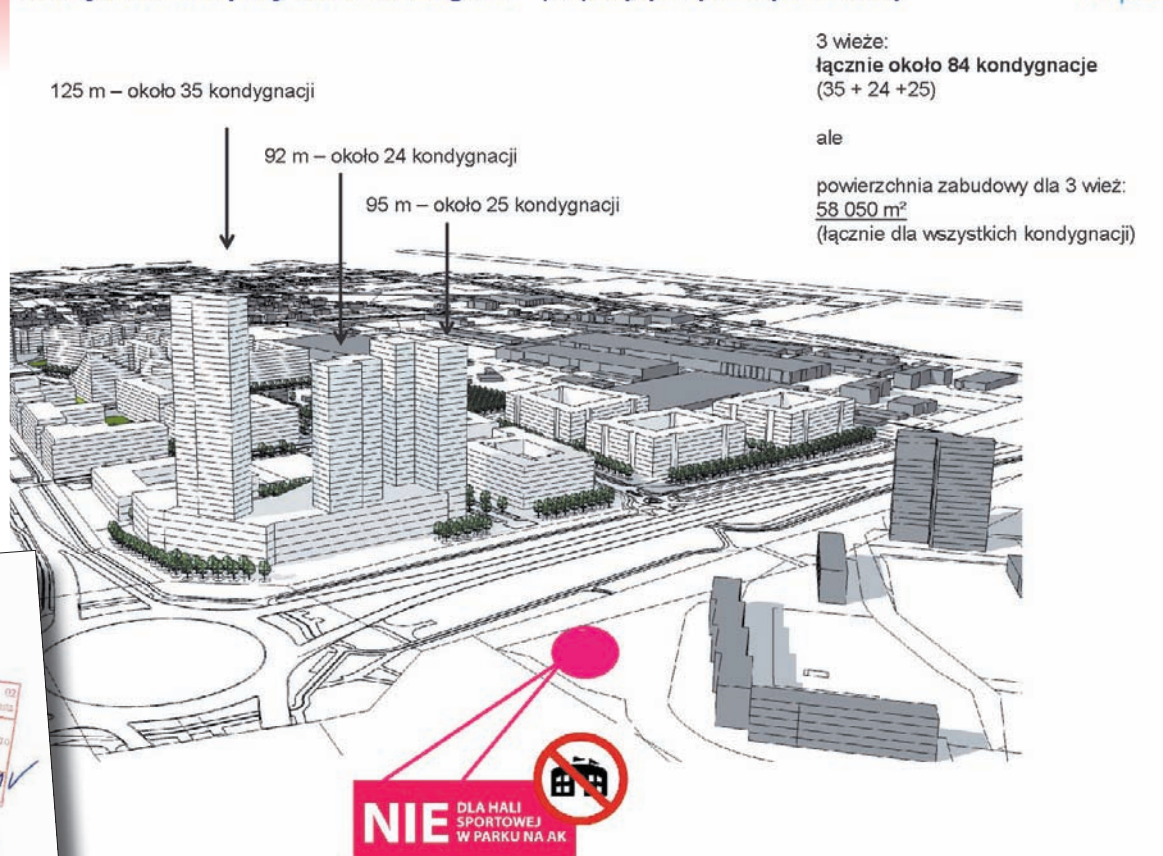 3 wieże:
łącznie około 84 kondygnacje
(35 + 24 +25)
ale
powierzchnia zabudowy dla 3 wież:
58 050 m²
(łącznie dla wszystkich kondygnacji)
125 m – około 35 kondygnacji
92 m – około 24 kondygnacji
95 m – około 25 kondygnacji
NIE DLA HALI
SPORTOWEJ
W PARKU NA AK
02